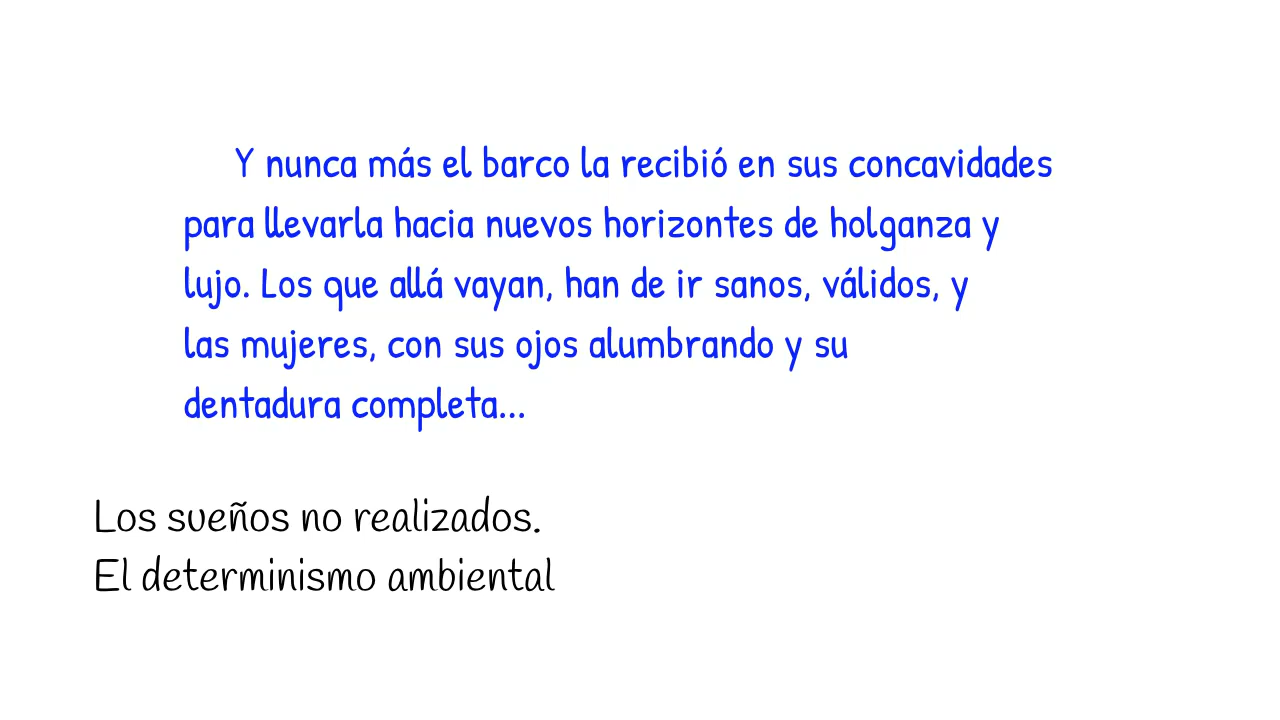 Y nunca más el barco la recibió en sus concavidades
para llevarla hacia nuevos horizontes de holganza y
lujo. Los que allá vayan, han de ir sanos, válidos, y
las mujeres, con sus ojos alumbrando y su
dentadura completa...
Los sueños no realizados.
El determinismo ambiental